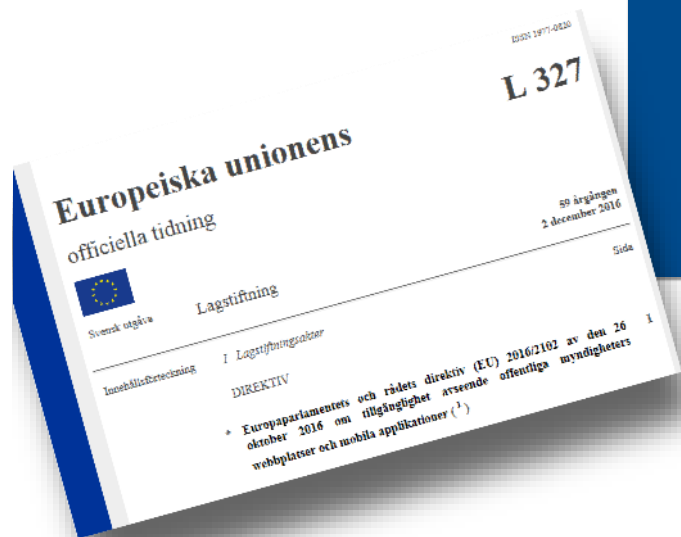 ISSN 1977-0820
L 327
Europeiska unionens
officiella tidning
59 årgången
2 december 2016
Svensk utgåva
Lagstiftning
Sida
Innehållsförteckning
I Lagstiftningsakter
DIREKTIV
* Europaparlamentets och rådets direktiv (EU) 2016/2102 av den 26 1
oktober 2016 om tillgänglighet avseende offentliga myndigheters
webbplatser och mobila applikationer (¹)